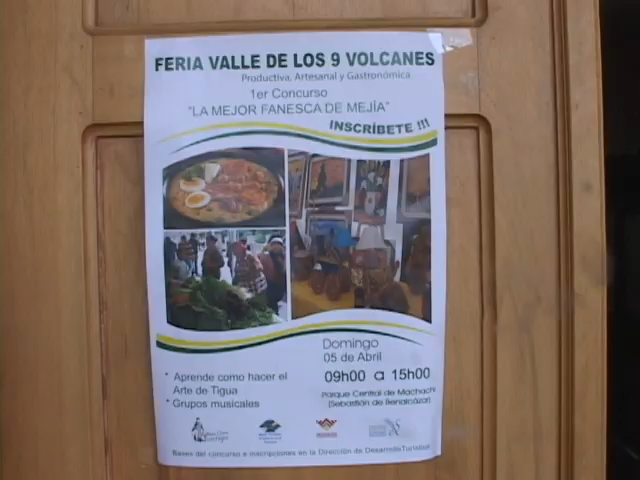 FERIA VALLE DE LOS 9 VOLCANES
Productiva, Artesanal y Gastronómica
1er Concurso
"LA MEJOR FANESCA DE MEJÍA"
INSCRÍBETE !!!
Domingo
05 de Abril
09h00 a 15h00
Parque Central de Machachi
(Sebastián de Benalcázar)
* Aprende como hacer el
Arte de Tigua
* Grupos musicales
Bases del concurso e inscripciones en la Dirección de Desarrollo Turístico